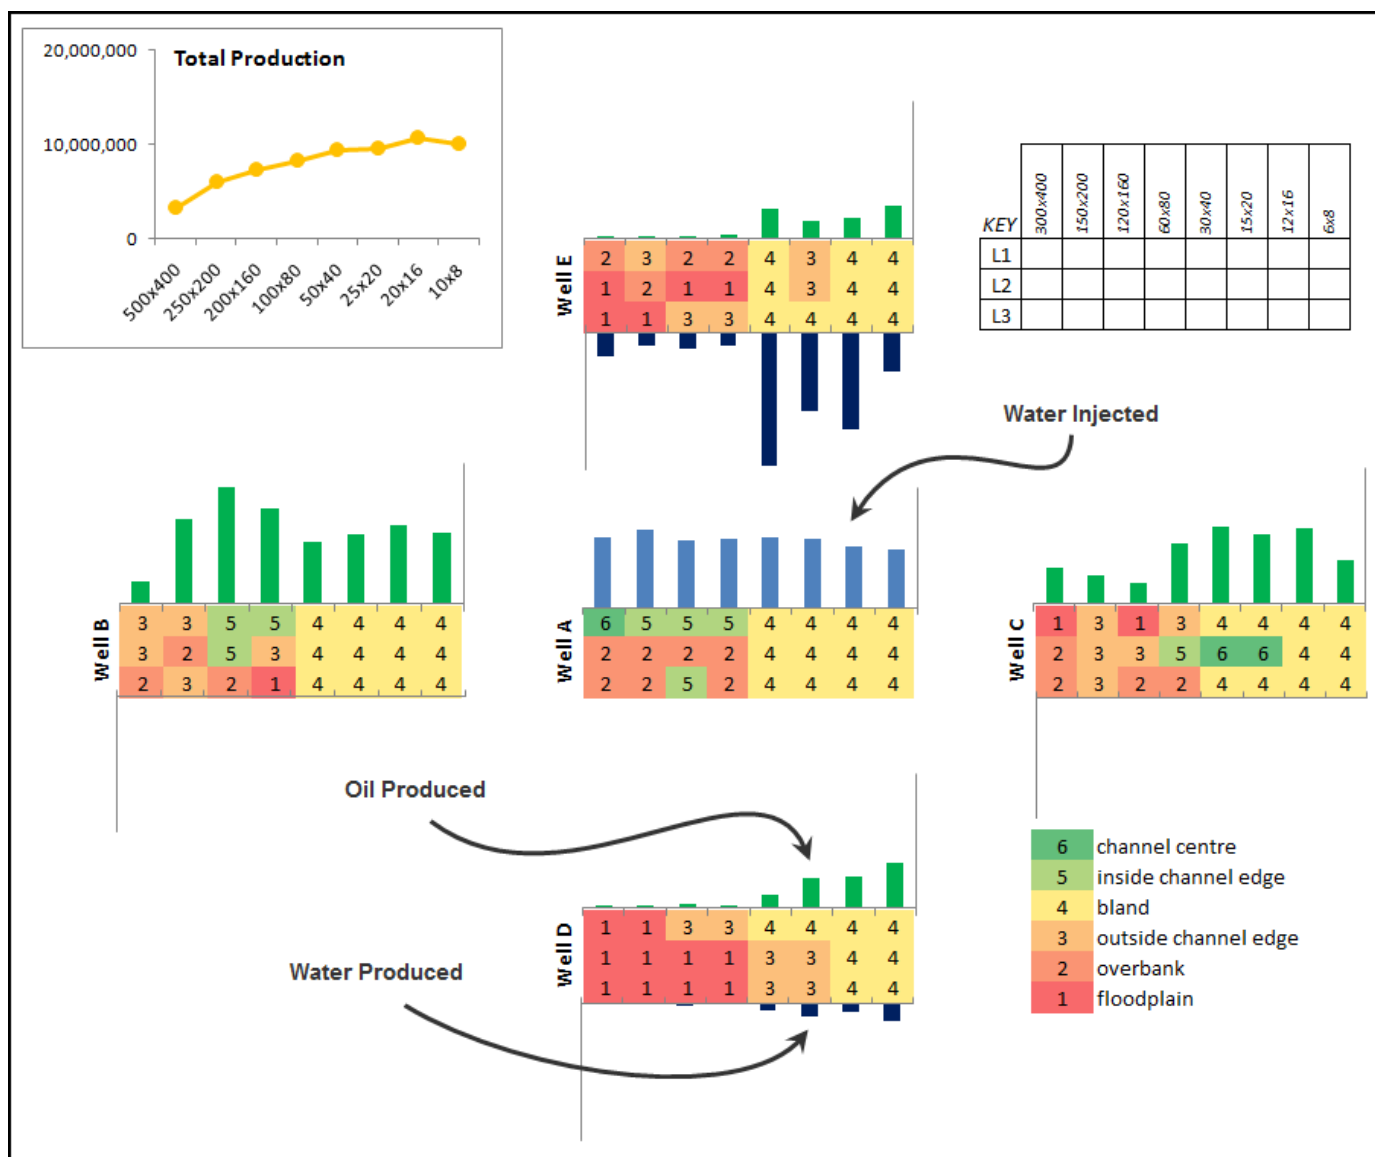 20,000,000
Total Production
10,000,000
0
500x400
250x200
200x160
100x80
50x40
25x20
20x16
10x8
Well E
2 3 2 2 4 3 4 4
1 2 1 1 4 3 4 4
1 1 3 3 4 4 4 4
KEY 300x400 150x200 120x160 60x80 30x40 15x20 12x16 6x8
L1
L2
L3
Water Injected
Well B
3 3 5 5 4 4 4 4
3 2 5 3 4 4 4 4
2 3 2 1 4 4 4 4
Well A
6 5 5 5 4 4 4 4
2 2 2 2 4 4 4 4
2 2 5 2 4 4 4 4
Well C
1 3 1 3 4 4 4 4
2 3 3 5 6 6 4 4
2 3 2 2 4 4 4 4
Oil Produced
Well D
1 1 3 3 4 4 4 4
1 1 1 1 3 3 4 4
1 1 1 1 3 3 4 4
Water Produced
6 channel centre
5 inside channel edge
4 bland
3 outside channel edge
2 overbank
1 floodplain